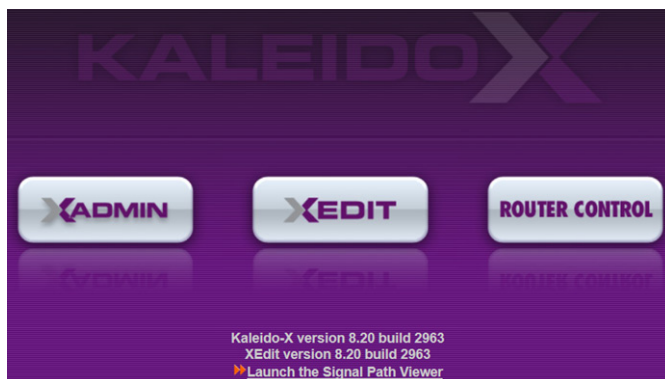 KALEIDO X
XADMIN
XEDIT
ROUTER CONTROL
Kaleido-X version 8.20 build 2963
XEdit version 8.20 build 2963
Launch the Signal Path Viewer